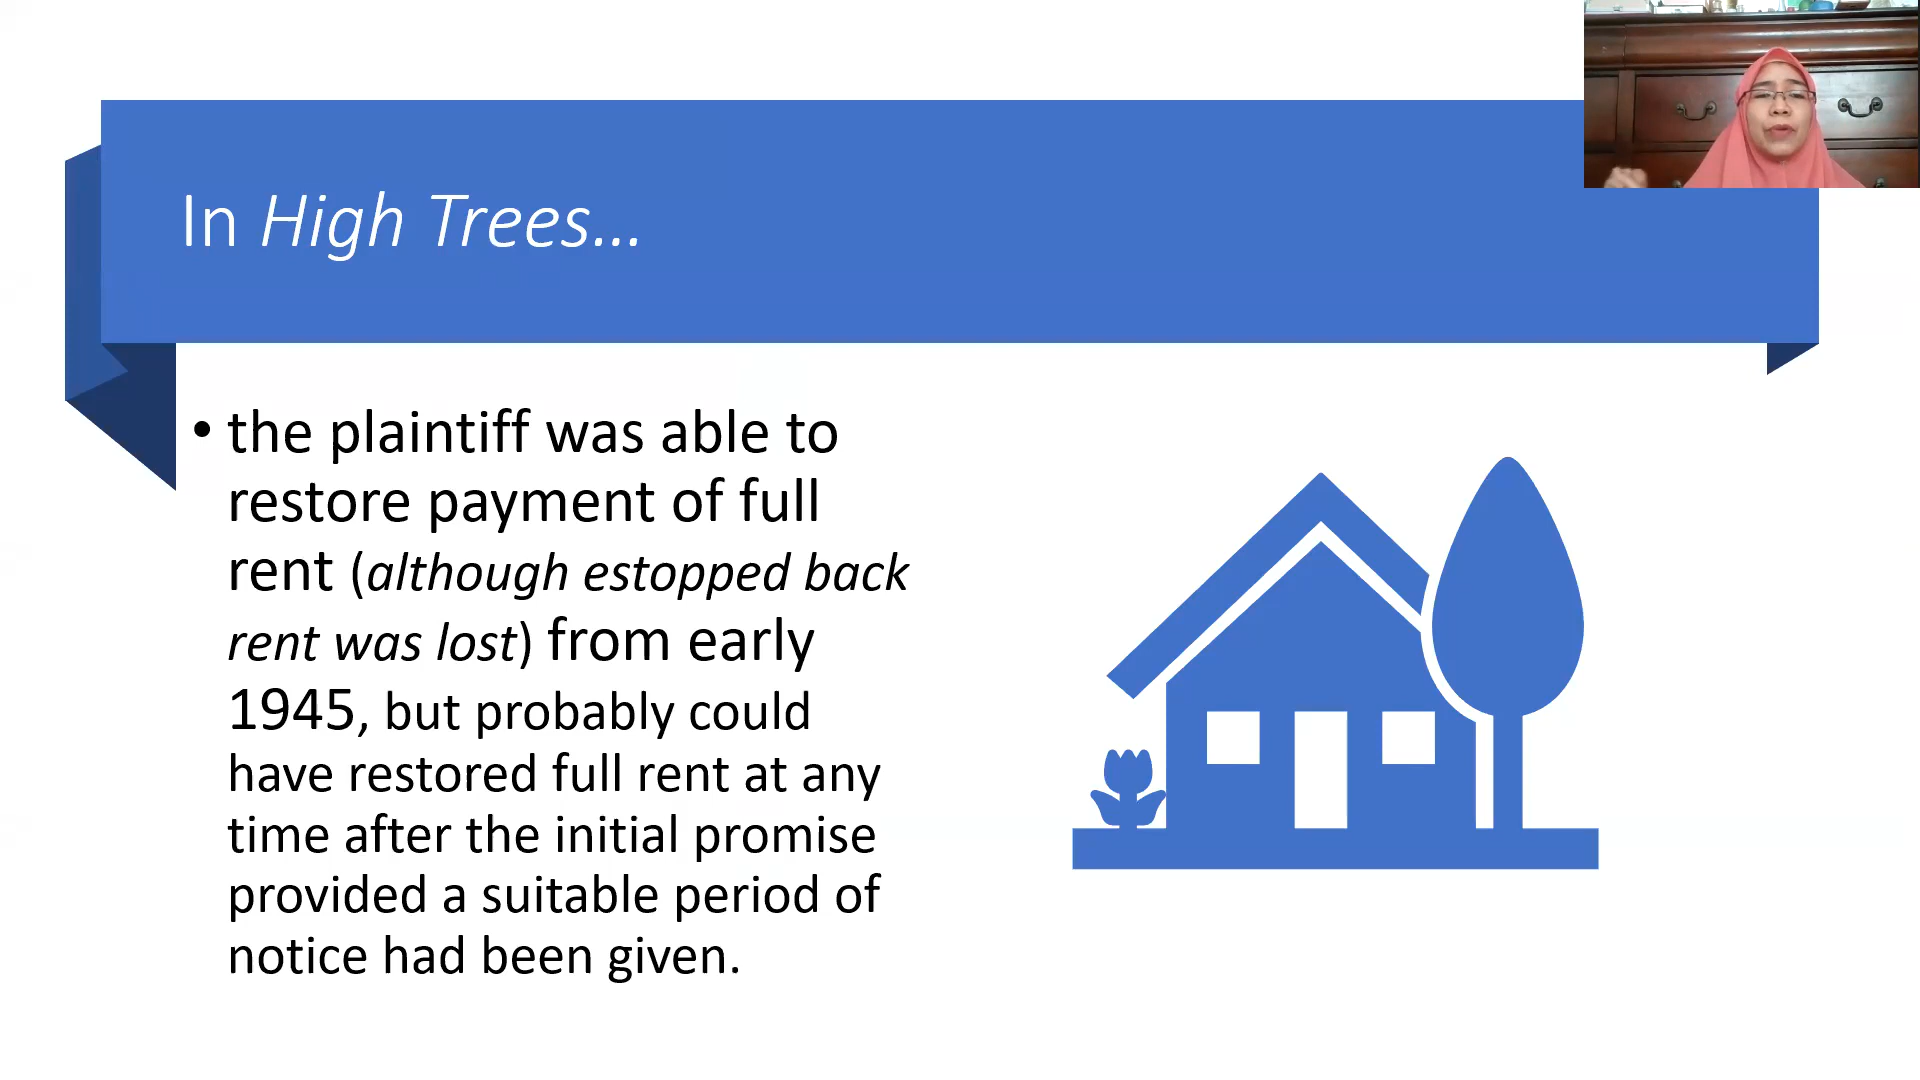 In High Trees...
• the plaintiff was able to
restore payment of full
rent (although estopped back
rent was lost) from early
1945, but probably could
have restored full rent at any
time after the initial promise
provided a suitable period of
notice had been given.